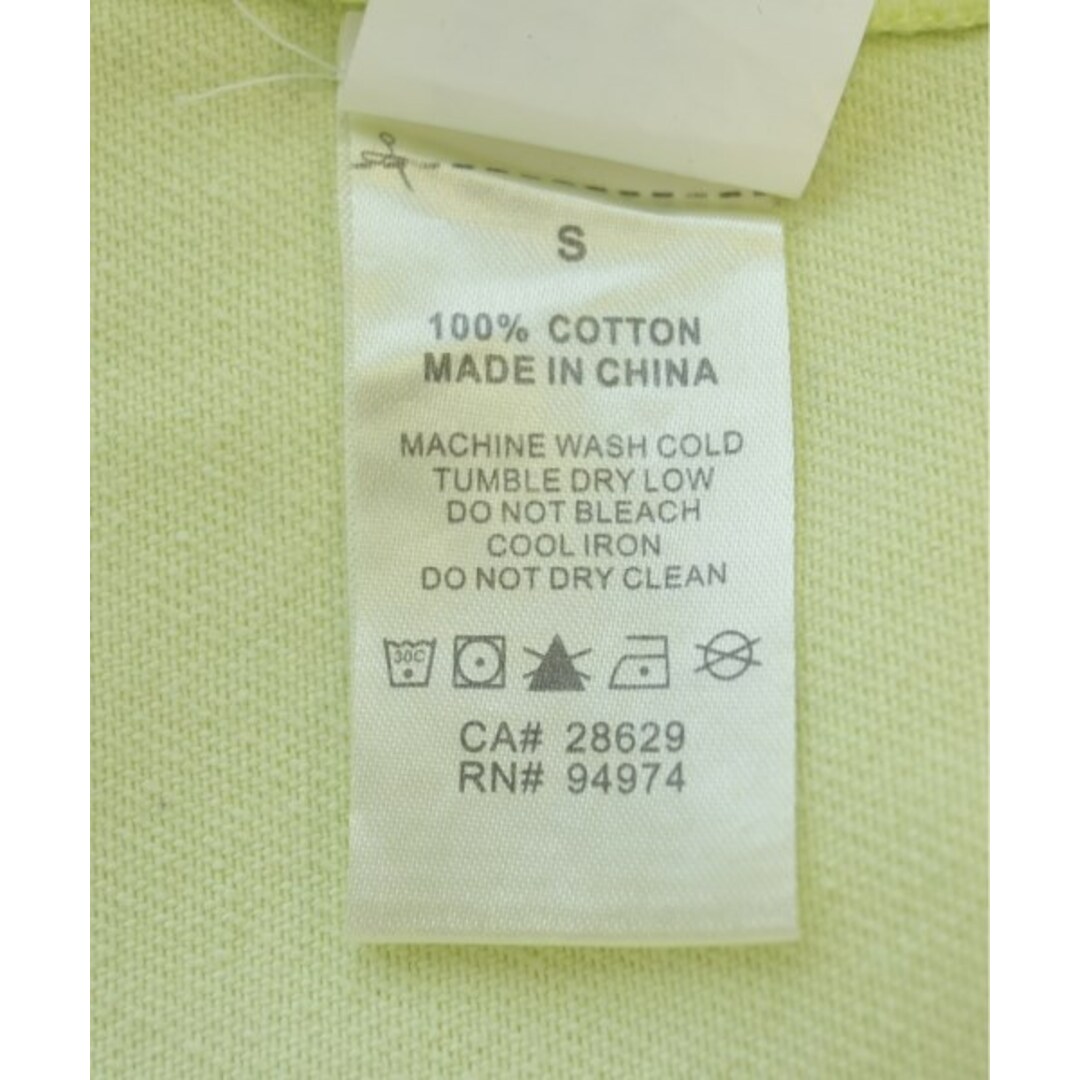 S
100% COTTON
MADE IN CHINA
MACHINE WASH COLD
TUMBLE DRY LOW
DO NOT BLEACH
COOL IRON
DO NOT DRY CLEAN
30C
CA# 28629
RN# 94974